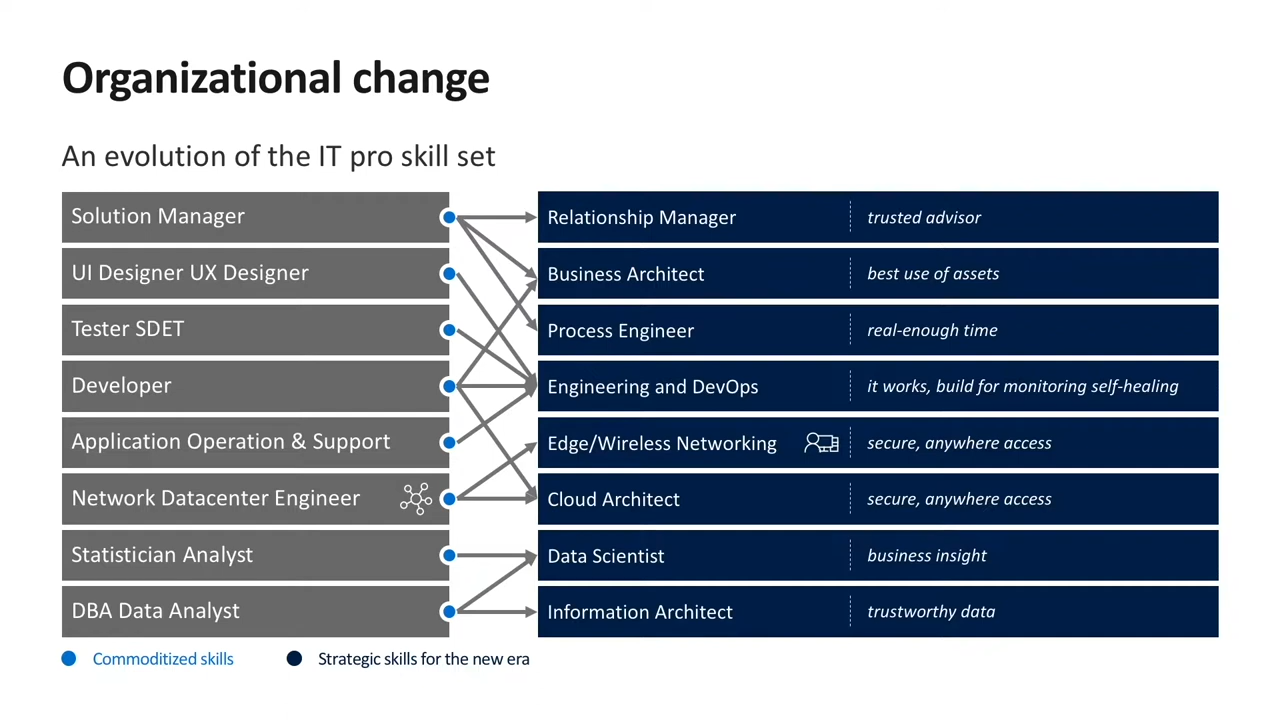 Organizational change
An evolution of the IT pro skill set
Solution Manager
Relationship Manager
trusted advisor
UI Designer UX Designer
Business Architect
best use of assets
Tester SDET
Process Engineer
real-enough time
Developer
Engineering and DevOps
it works, build for monitoring self-healing
Application Operation & Support
Edge/Wireless Networking
secure, anywhere access
Network Datacenter Engineer
Cloud Architect
secure, anywhere access
Statistician Analyst
Data Scientist
business insight
DBA Data Analyst
Information Architect
trustworthy data
Commoditized skills
Strategic skills for the new era